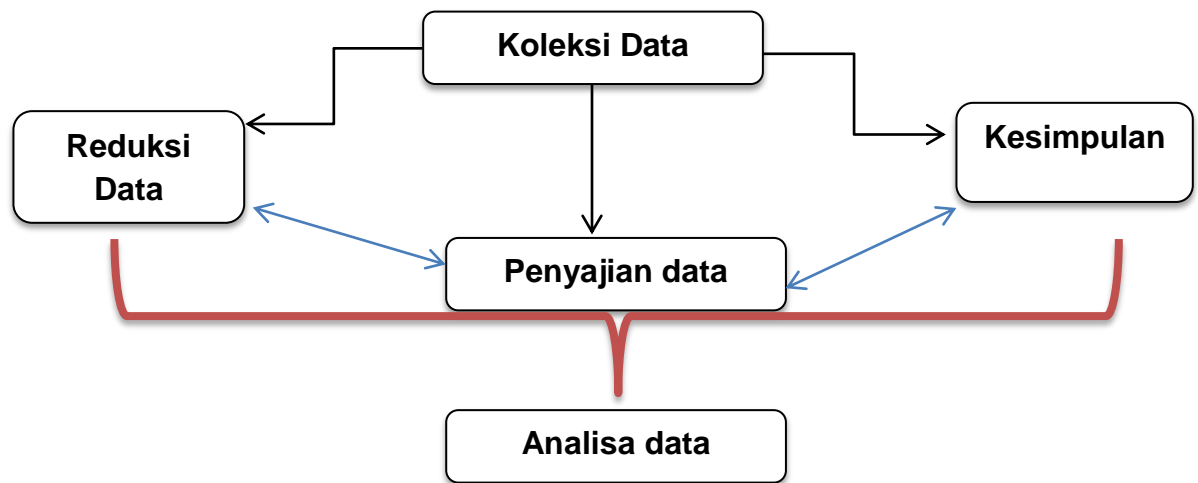 Koleksi Data
Reduksi
Data
Kesimpulan
Penyajian data
Analisa data